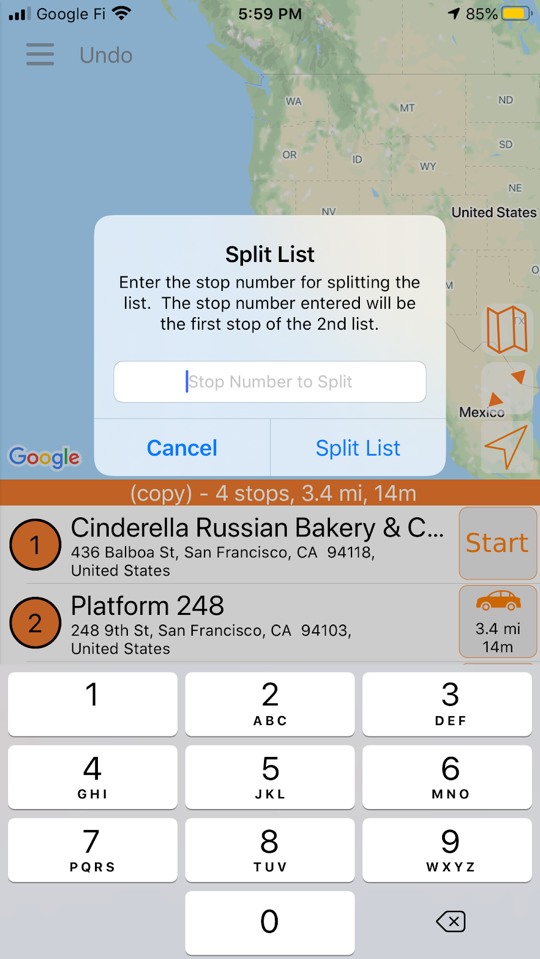 Google Fi 5:59 PM 85%
Undo
WA
MT
ND
OR
ID
SD
WY
NE
NV
United States
Split List
Enter the stop number for splitting the
list. The stop number entered will be
the first stop of the 2nd list.
TX
Stop Number to Split
Mexico
Cancel Split List
Google
(copy) - 4 stops, 3.4 mi, 14m
1 Cinderella Russian Bakery & C... Start
436 Balboa St, San Francisco, CA 94118,
United States
2 Platform 248
248 9th St, San Francisco, CA 94103,
United States
3.4 mi
14m
1 2 3
ABC DEF
4 5 6
GHI JKL MNO
7 8 9
PQRS TUV WXYZ
0